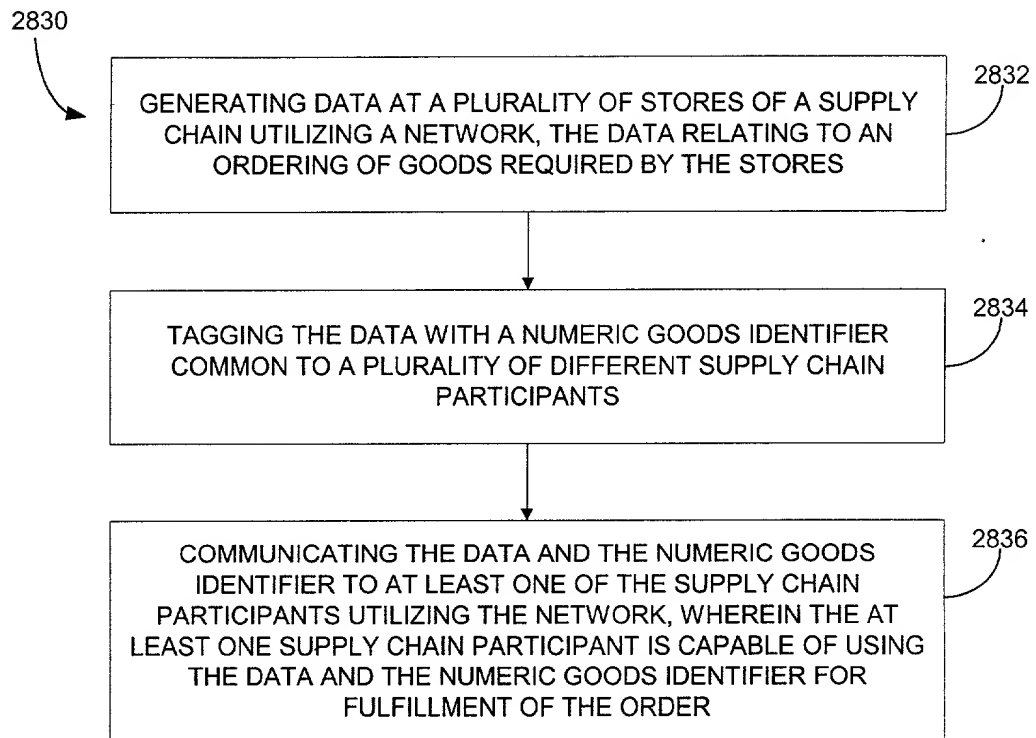 2830
2832
GENERATING DATA AT A PLURALITY OF STORES OF A SUPPLY
CHAIN UTILIZING A NETWORK, THE DATA RELATING TO AN
ORDERING OF GOODS REQUIRED BY THE STORES
2834
TAGGING THE DATA WITH A NUMERIC GOODS IDENTIFIER
COMMON TO A PLURALITY OF DIFFERENT SUPPLY CHAIN
PARTICIPANTS
2836
COMMUNICATING THE DATA AND THE NUMERIC GOODS
IDENTIFIER TO AT LEAST ONE OF THE SUPPLY CHAIN
PARTICIPANTS UTILIZING THE NETWORK, WHEREIN THE AT
LEAST ONE SUPPLY CHAIN PARTICIPANT IS CAPABLE OF USING
THE DATA AND THE NUMERIC GOODS IDENTIFIER FOR
FULFILLMENT OF THE ORDER